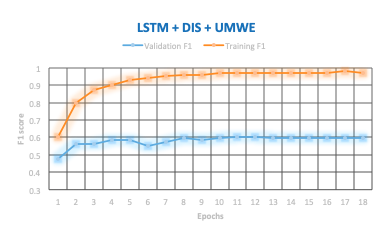 LSTM + DIS + UMWE
Validation F1 Training F1
1
0.9
0.8
0.7
0.6
0.5
0.4
0.3
F1 score
1 2 3 4 5 6 7 8 9 10 11 12 13 14 15 16 17 18
Epochs